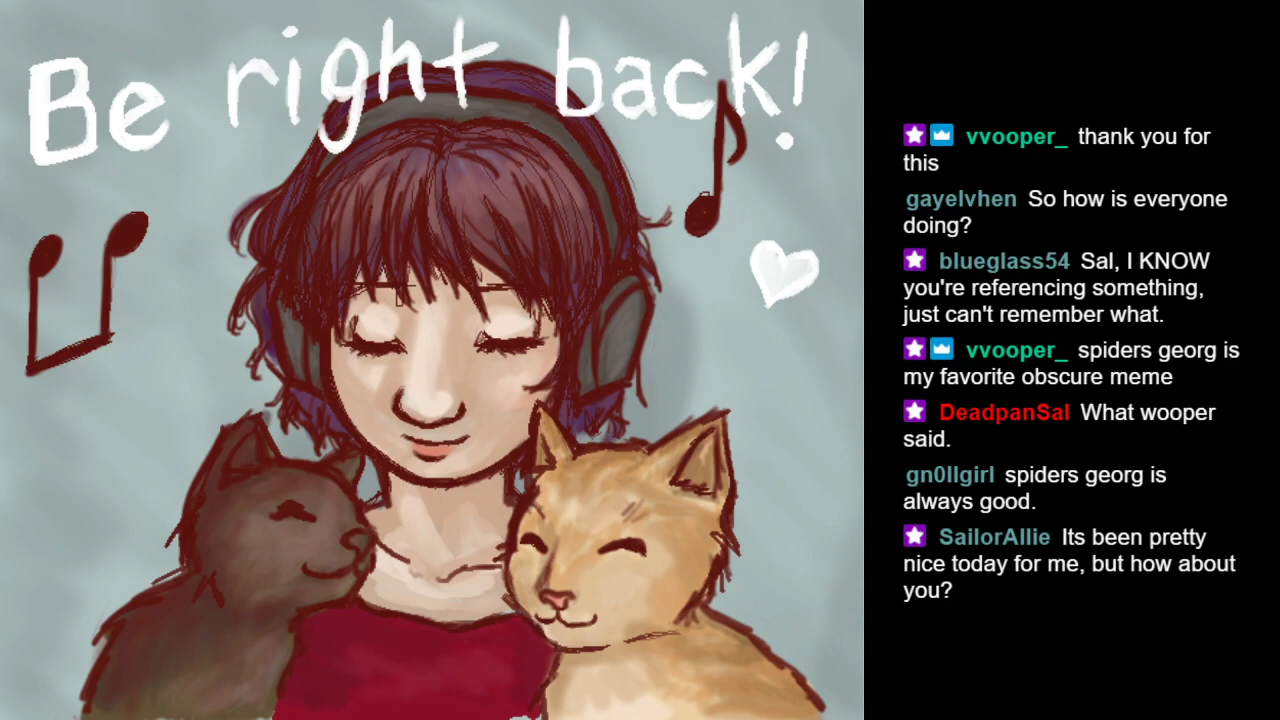 Be right back!
vvooper_ thank you for
this
gayelvhen So how is everyone
doing?
blueglass54 Sal, I KNOW
you're referencing something,
just can't remember what.
vvooper_ spiders georg is
my favorite obscure meme
DeadpanSal What wooper
said.
gn0llgirl spiders georg is
always good.
SailorAllie Its been pretty
nice today for me, but how about
you?